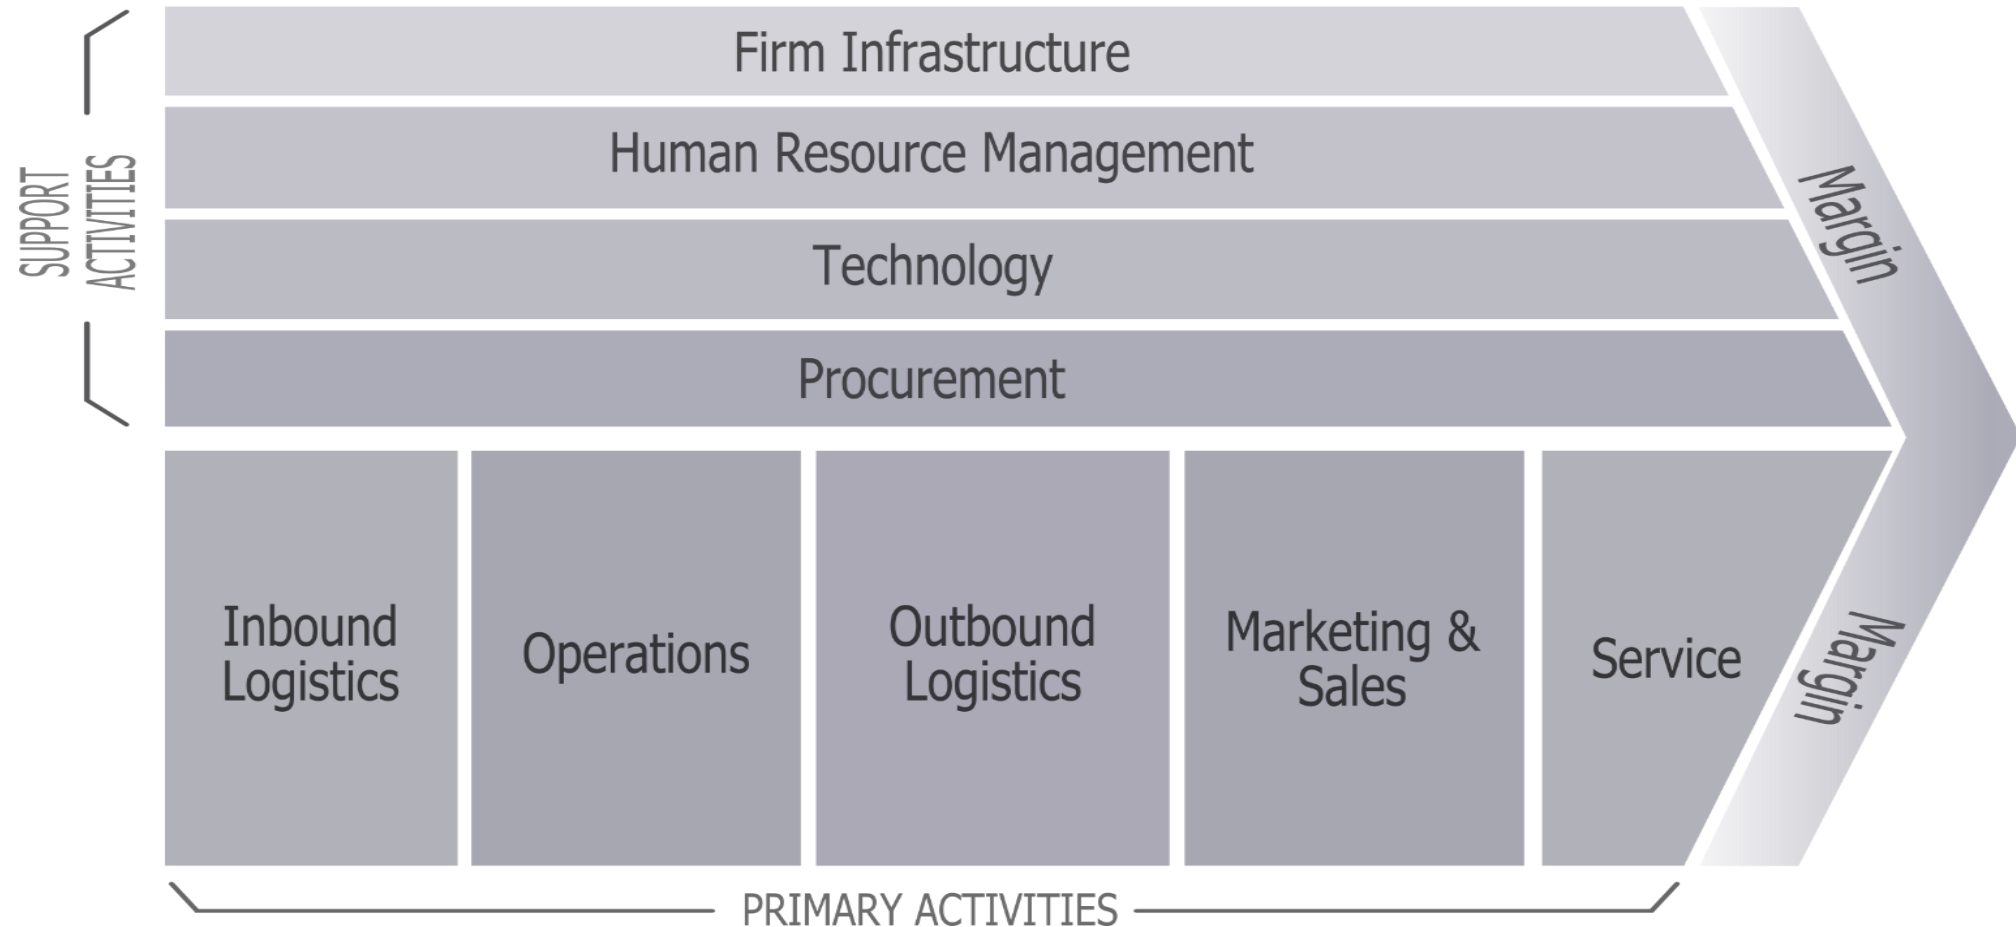 Firm Infrastructure
Human Resource Management
Technology
Procurement
SUPPORT
ACTIVITIES
Margin
Inbound
Logistics
Operations
Outbound
Logistics
Marketing &
Sales
Service
Margin
PRIMARY ACTIVITIES